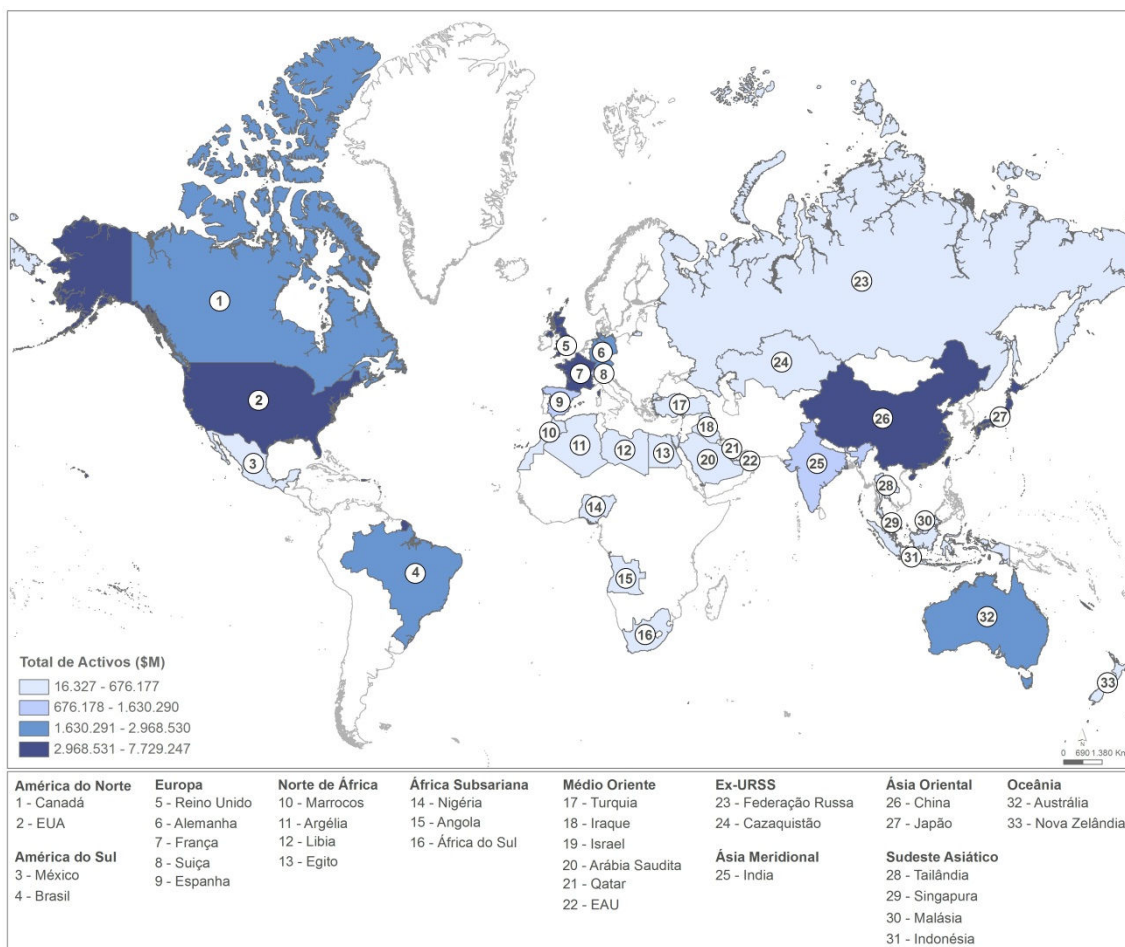 1
2
3
4
5
6
7
8
9
10
11
12
13
14
15
16
17
18
20
21
22
23
24
25
26
27
28
29
30
31
32
33
Total de Activos ($M)
16.327 - 676.177
676.178 - 1.630.290
1.630.291 - 2.968.530
2.968.531 - 7.729.247
N
0 690 1.380 Km
América do Norte
1 - Canadá
2 - EUA
América do Sul
3 - México
4 - Brasil
Europa
5 - Reino Unido
6 - Alemanha
7 - França
8 - Suiça
9 - Espanha
Norte de África
10 - Marrocos
11 - Argélia
12 - Libia
13 - Egito
África Subsariana
14 - Nigéria
15 - Angola
16 - África do Sul
Médio Oriente
17 - Turquia
18 - Iraque
19 - Israel
20 - Arábia Saudita
21 - Qatar
22 - EAU
Ex-URSS
23 - Federação Russa
24 - Cazaquistão
Ásia Meridional
25 - India
Ásia Oriental
26 - China
27 - Japão
Sudeste Asiático
28 - Tailândia
29 - Singapura
30 - Malásia
31 - Indonésia
Oceânia
32 - Austrália
33 - Nova Zelândia